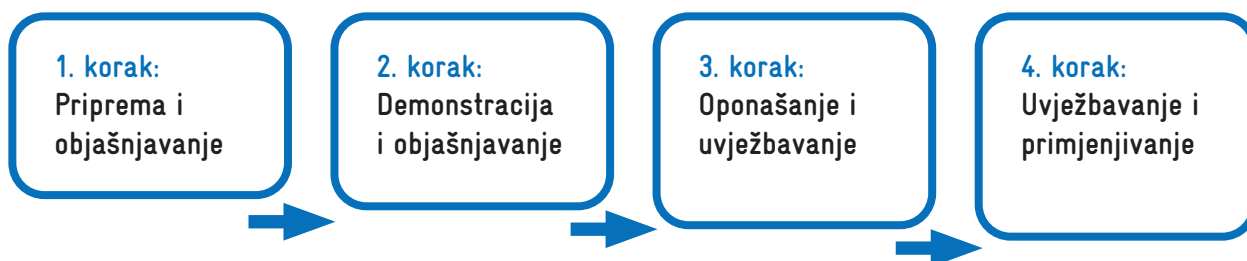 1. korak:
Priprema i
objašnjavanje
2. korak:
Demonstracija
i objašnjavanje
3. korak:
Oponašanje i
uvježbavanje
4. korak:
Uvježbavanje i
primjenjivanje